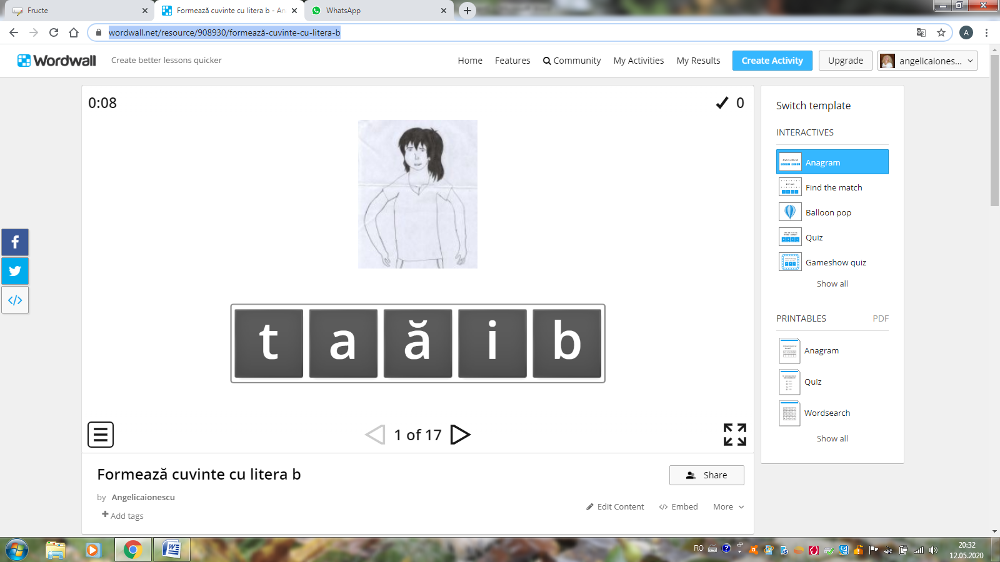 Fructe
Formează cuvinte cu litera b - An
WhatsApp
wordwall.net/resource/908930/formează-cuvinte-cu-litera-b
A
Wordwall
Create better lessons quicker
Home
Features
Community
My Activities
My Results
Create Activity
Upgrade
angelicaiones...
0:08
0
t a ă i b
1 of 17
Formează cuvinte cu litera b
by Angelicaionescu
Add tags
Share
Edit Content
Embed
More
Switch template
INTERACTIVES
Anagram
Find the match
Balloon pop
Quiz
Gameshow quiz
Show all
PRINTABLES PDF
Anagram
Quiz
Wordsearch
Show all
RO
20:32
12.05.2020